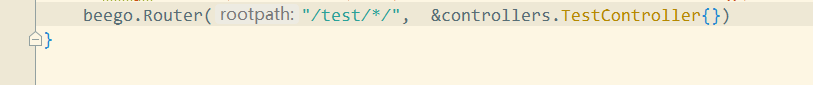 beego.Router( rootpath: "/test/*/",  &controllers.TestController{})
}